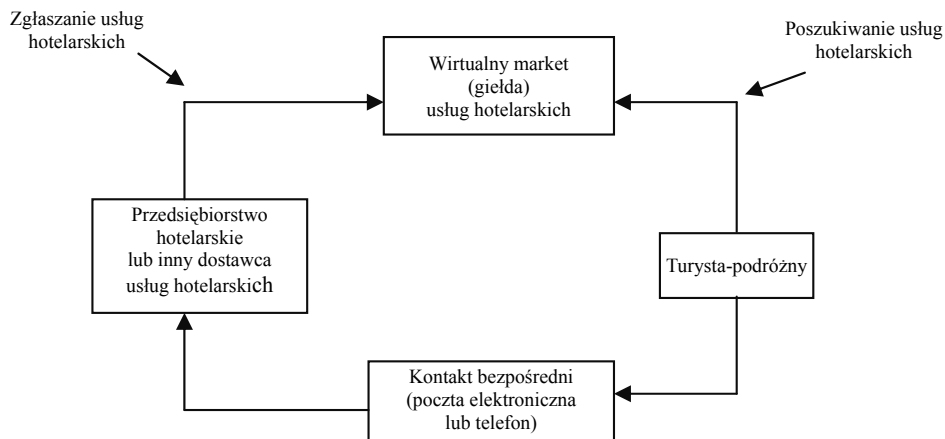 Zgłaszanie usług
hotelarskich
Poszukiwanie usług
hotelarskich
Wirtualny market
(giełda)
usług hotelarskich
Przedsiębiorstwo
hotelarskie
lub inny dostawca
usług hotelarskich
Turysta-podróżny
Kontakt bezpośredni
(poczta elektroniczna
lub telefon)